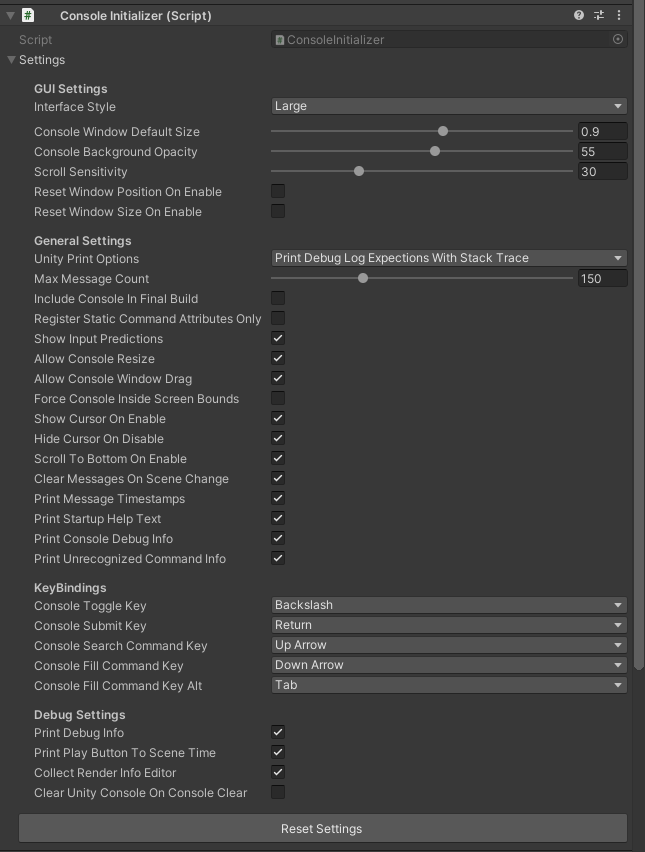 Console Initializer (Script)
Script ConsoleInitializer
Settings
GUI Settings
Interface Style Large
Console Window Default Size 0.9
Console Background Opacity 55
Scroll Sensitivity 30
Reset Window Position On Enable
Reset Window Size On Enable
General Settings
Unity Print Options Print Debug Log Expections With Stack Trace
Max Message Count 150
Include Console In Final Build
Register Static Command Attributes Only
Show Input Predictions
Allow Console Resize
Allow Console Window Drag
Force Console Inside Screen Bounds
Show Cursor On Enable
Hide Cursor On Disable
Scroll To Bottom On Enable
Clear Messages On Scene Change
Print Message Timestamps
Print Startup Help Text
Print Console Debug Info
Print Unrecognized Command Info
KeyBindings
Console Toggle Key Backslash
Console Submit Key Return
Console Search Command Key Up Arrow
Console Fill Command Key Down Arrow
Console Fill Command Key Alt Tab
Debug Settings
Print Debug Info
Print Play Button To Scene Time
Collect Render Info Editor
Clear Unity Console On Console Clear
Reset Settings